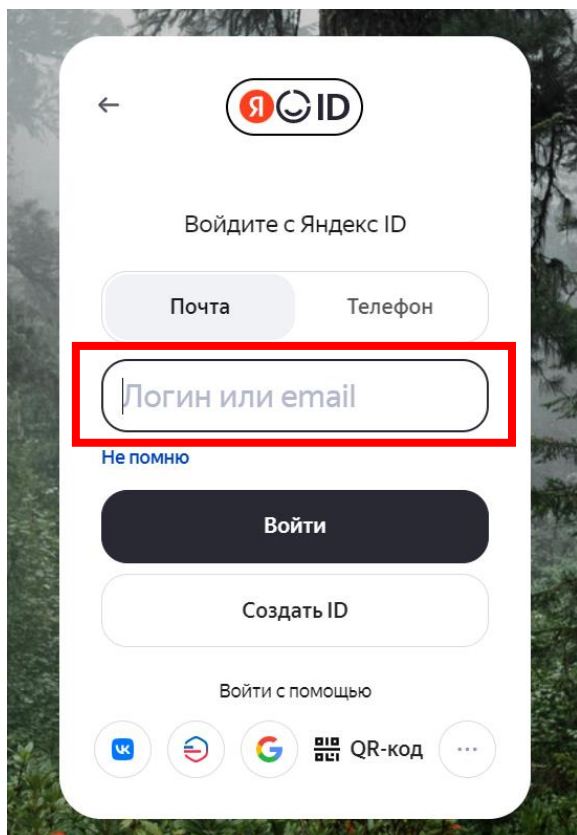 Я ID
Войдите с Яндекс ID
Почта Телефон
Логин или email
Не помню
Войти
Создать ID
Войти с помощью
QR-код ...